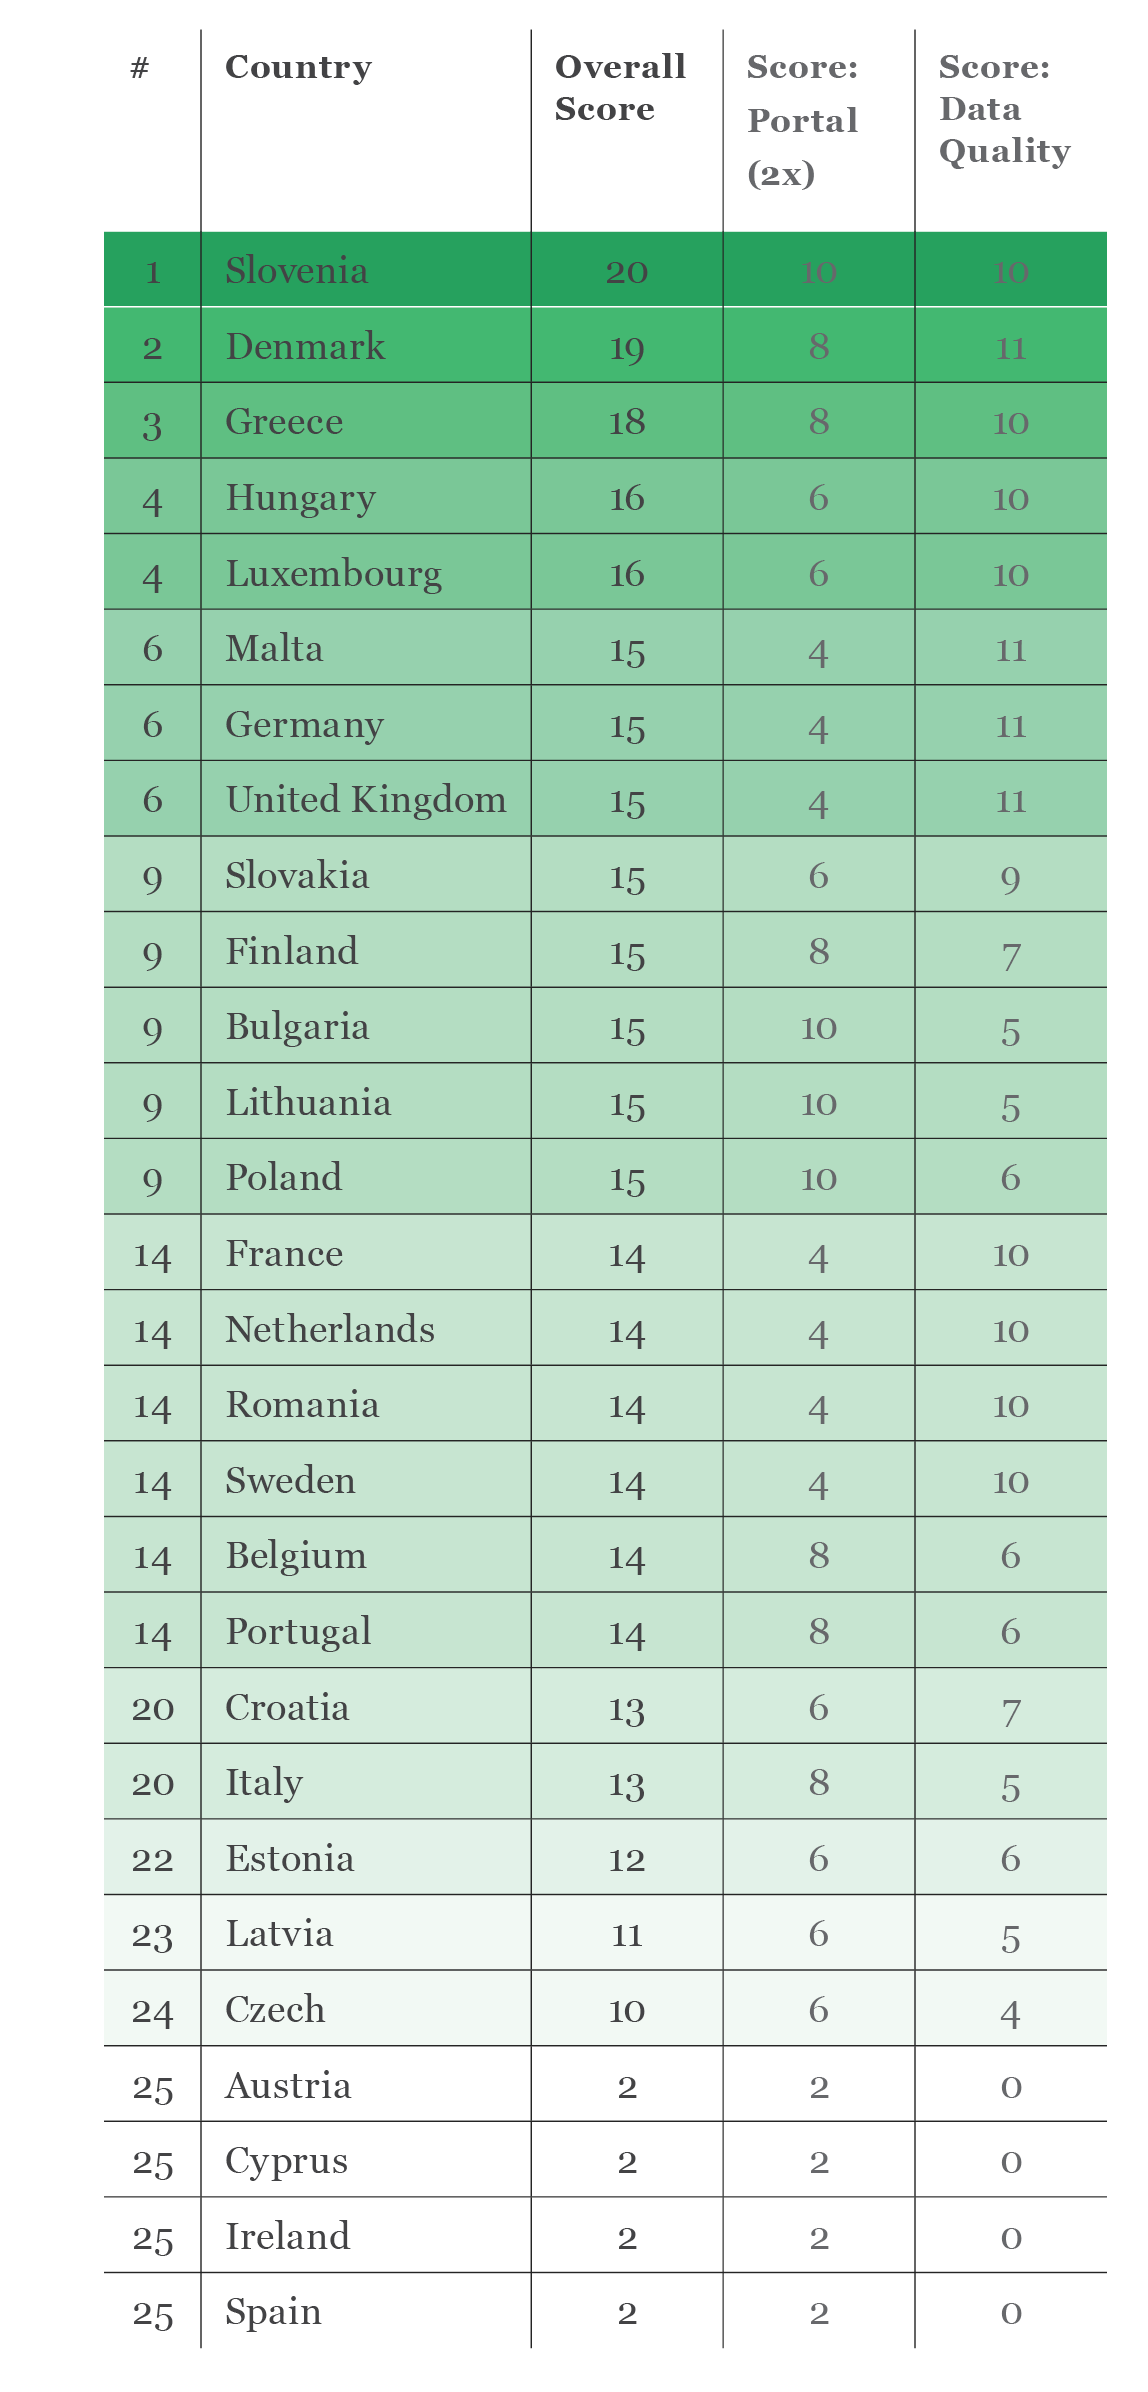 # Country Overall Score: Score:
Score Portal Data
(2x) Quality
1 Slovenia 20 10 10
2 Denmark 19 8 11
3 Greece 18 8 10
4 Hungary 16 6 10
4 Luxembourg 16 6 10
6 Malta 15 4 11
6 Germany 15 4 11
6 United Kingdom 15 4 11
9 Slovakia 15 6 9
9 Finland 15 8 7
9 Bulgaria 15 10 5
9 Lithuania 15 10 5
9 Poland 15 10 6
14 France 14 4 10
14 Netherlands 14 4 10
14 Romania 14 4 10
14 Sweden 14 4 10
14 Belgium 14 8 6
14 Portugal 14 8 6
20 Croatia 13 6 7
20 Italy 13 8 5
22 Estonia 12 6 6
23 Latvia 11 6 5
24 Czech 10 6 4
25 Austria 2 2 0
25 Cyprus 2 2 0
25 Ireland 2 2 0
25 Spain 2 2 0